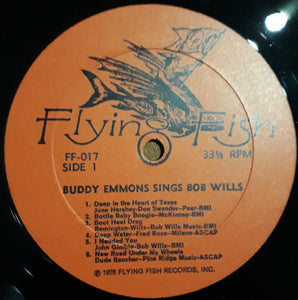 Flying Fish
FF-017
SIDE 1
33⅓ RPM
BUDDY EMMONS SINGS BOB WILLS
1. Deep in the Heart of Texas
June Hershey-Don Swander-Peer-BMI
2. Bottle Baby Boogie-McKinney-BMI
3. Boot Heel Drag
Remington-Wills-Bob Wills Music-BMI
4. Deep Water-Fred Rose-Milene-ASCAP
5. I Needed You
John Gimble-Bob Wills-BMI
6. New Road Under My Wheels
Dude Rancher-Pine Ridge Music-ASCAP
℗ 1976 FLYING FISH RECORDS, INC.